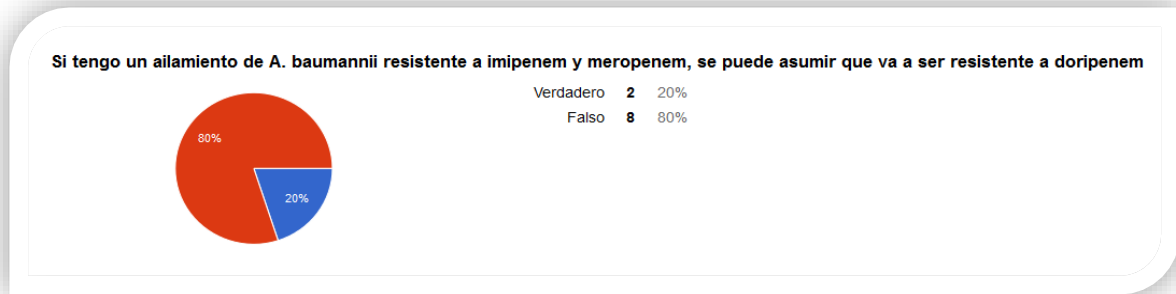 Si tengo un ailamiento de A. baumannii resistente a imipenem y meropenem, se puede asumir que va a ser resistente a doripenem
Verdadero 2 20%
Falso 8 80%
80%
20%